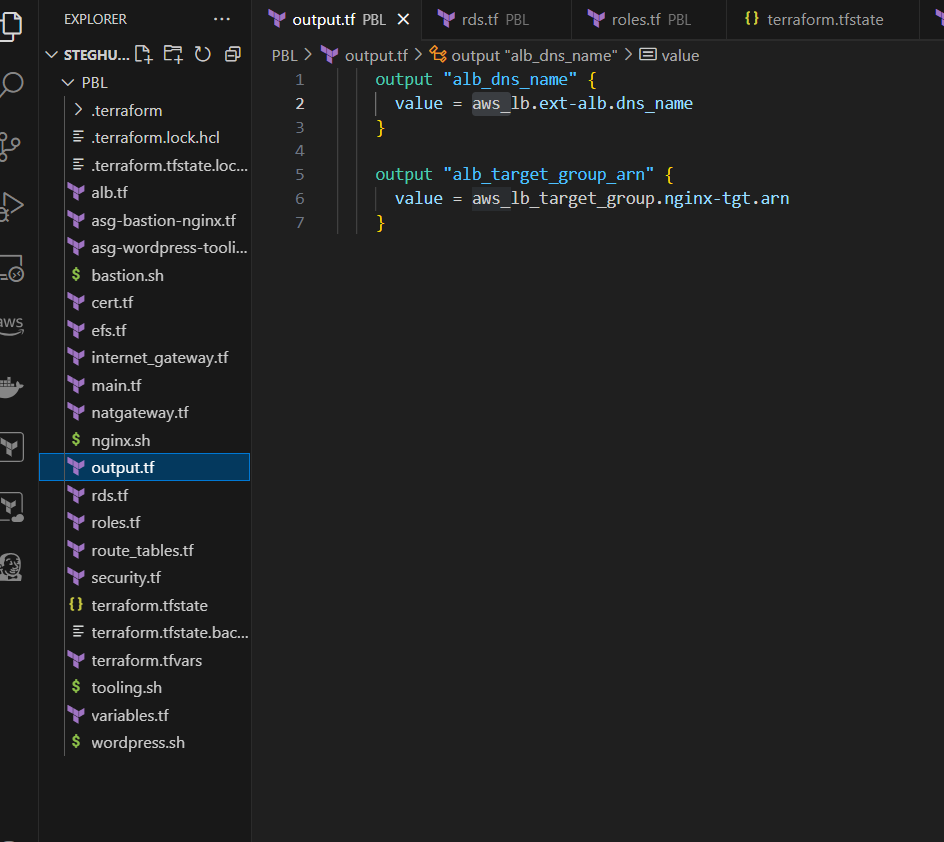 EXPLORER ...
STEGHU...
PBL
.terraform
.terraform.lock.hcl
.terraform.tfstate.loc...
alb.tf
asg-bastion-nginx.tf
asg-wordpress-tooli...
bastion.sh
cert.tf
efs.tf
internet_gateway.tf
main.tf
natgateway.tf
nginx.sh
output.tf
rds.tf
roles.tf
route_tables.tf
security.tf
terraform.tfstate
terraform.tfstate.bac...
terraform.tfvars
tooling.sh
variables.tf
wordpress.sh
aws
output.tf PBL rds.tf PBL roles.tf PBL {} terraform.tfstate
PBL > output.tf > output "alb_dns_name" > value
1 output "alb_dns_name" {
2 value = aws_lb.ext-alb.dns_name
3 }
4
5 output "alb_target_group_arn" {
6 value = aws_lb_target_group.nginx-tgt.arn
7 }